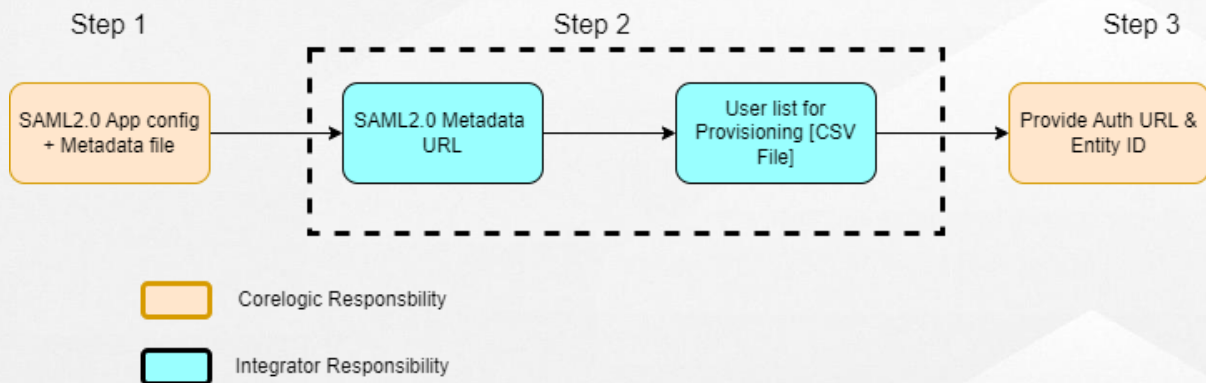 Step 1
Step 2
Step 3
SAML2.0 App config
+ Metadata file
SAML2.0 Metadata
URL
User list for
Provisioning [CSV
File]
Provide Auth URL &
Entity ID
Corelogic Responsbility
Integrator Responsibility